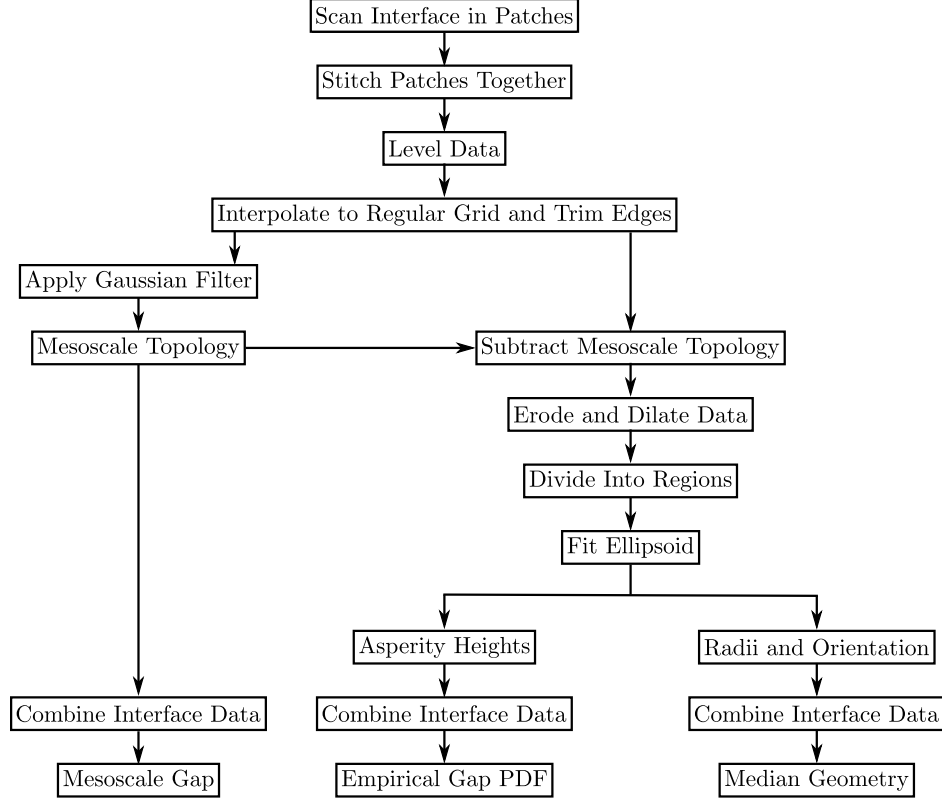 Scan Interface in Patches
Stitch Patches Together
Level Data
Interpolate to Regular Grid and Trim Edges
Apply Gaussian Filter
Mesoscale Topology
Subtract Mesoscale Topology
Erode and Dilate Data
Divide Into Regions
Fit Ellipsoid
Asperity Heights
Radii and Orientation
Combine Interface Data
Combine Interface Data
Combine Interface Data
Mesoscale Gap
Empirical Gap PDF
Median Geometry